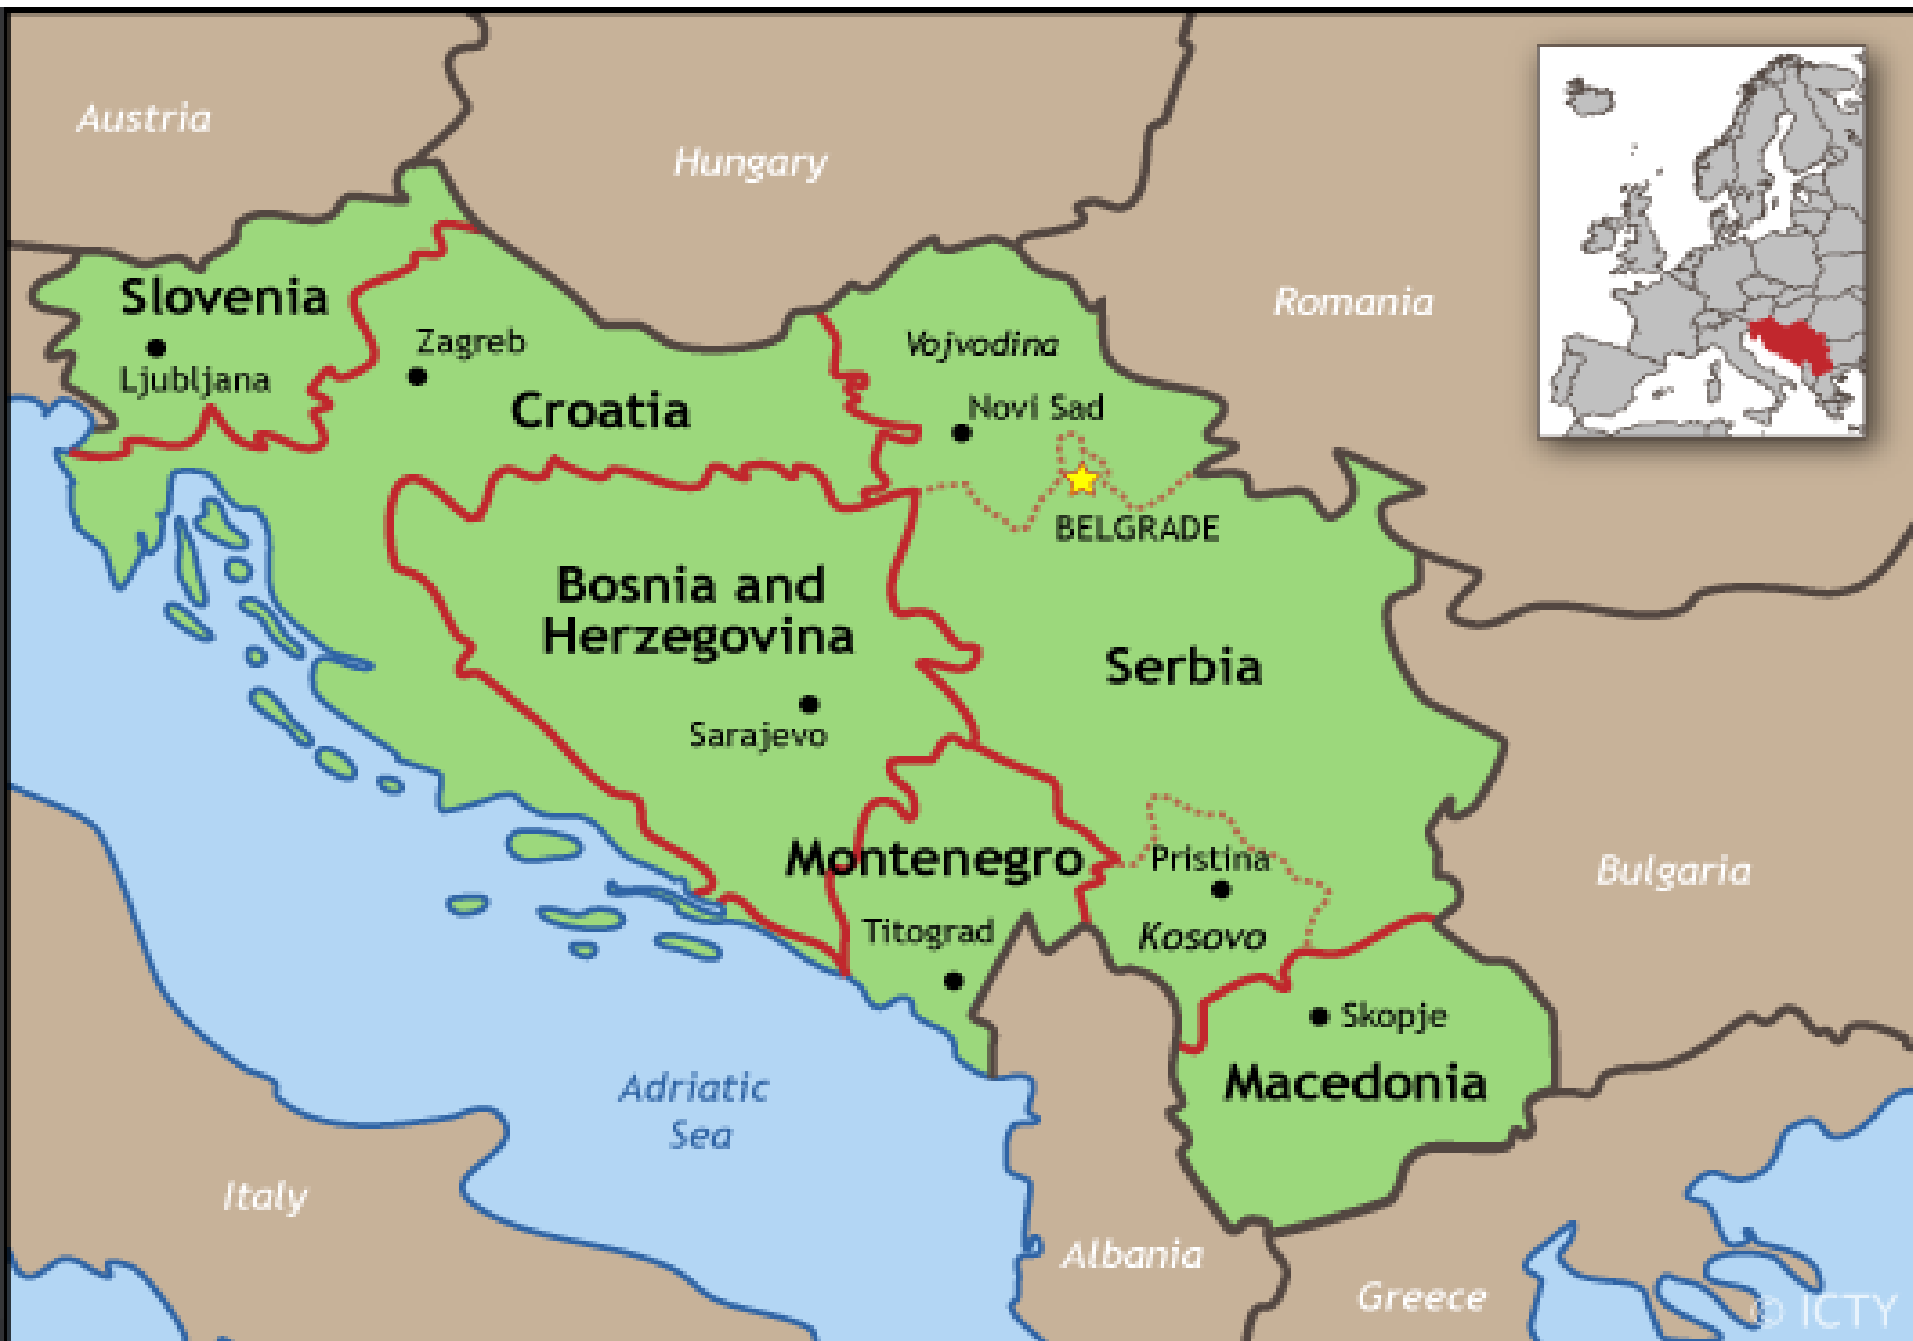 Austria
Hungary
Romania
Slovenia
Ljubljana
Zagreb
Croatia
Vojvodina
Novi Sad
BELGRADE
Bosnia and
Herzegovina
Sarajevo
Serbia
Montenegro
Titograd
Pristina
Kosovo
Bulgaria
Skopje
Macedonia
Adriatic
Sea
Italy
Albania
Greece
© ICTY